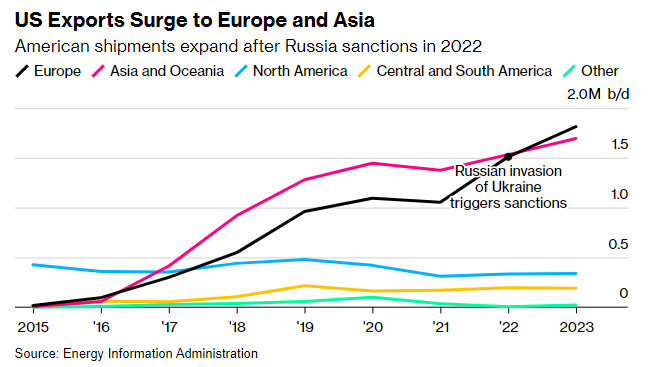 US Exports Surge to Europe and Asia
American shipments expand after Russia sanctions in 2022
Europe Asia and Oceania North America Central and South America Other
2.0M b/d
1.5
Russian invasion
of Ukraine
triggers sanctions
1.0
0.5
0
2015 '16 '17 '18 '19 '20 '21 '22 2023
Source: Energy Information Administration